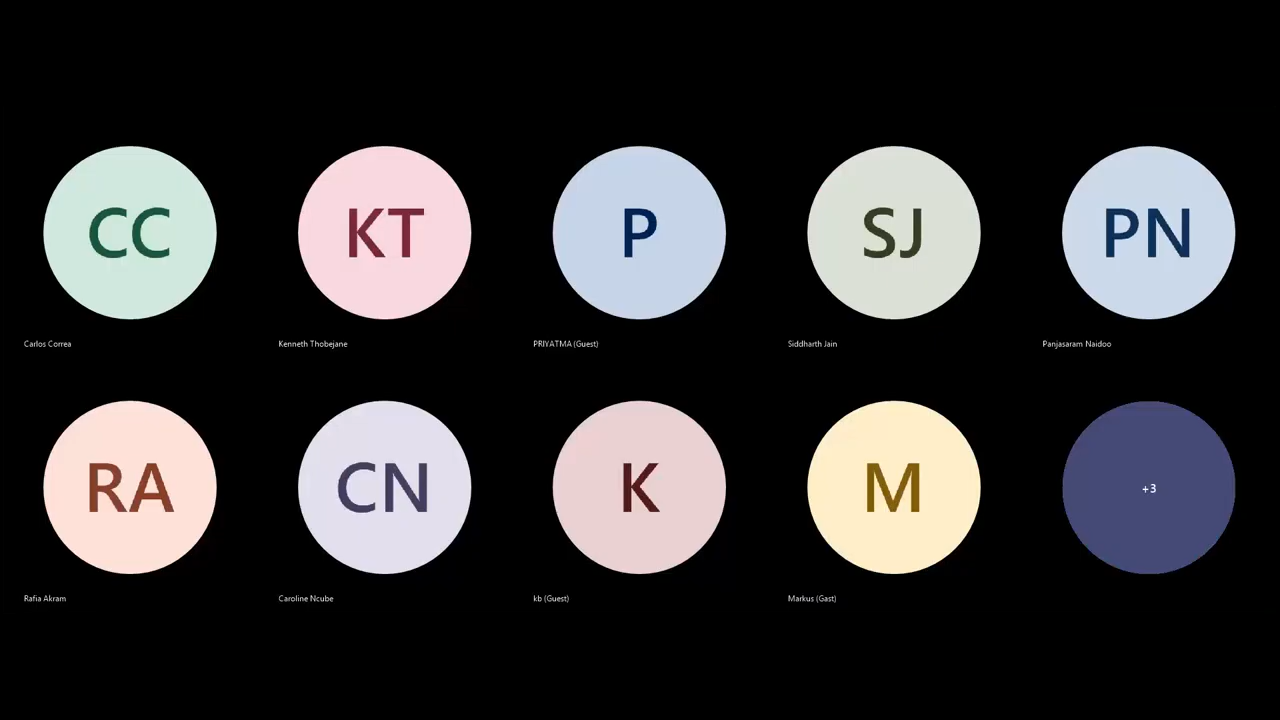 CC
KT
P
SJ
PN
Carlos Correa
Kenneth Thobejane
PRIYATMA (Guest)
Siddharth Jain
Panjasaram Naidoo
RA
CN
K
M
+3
Rafia Akram
Caroline Ncube
kb (Guest)
Markus (Gast)